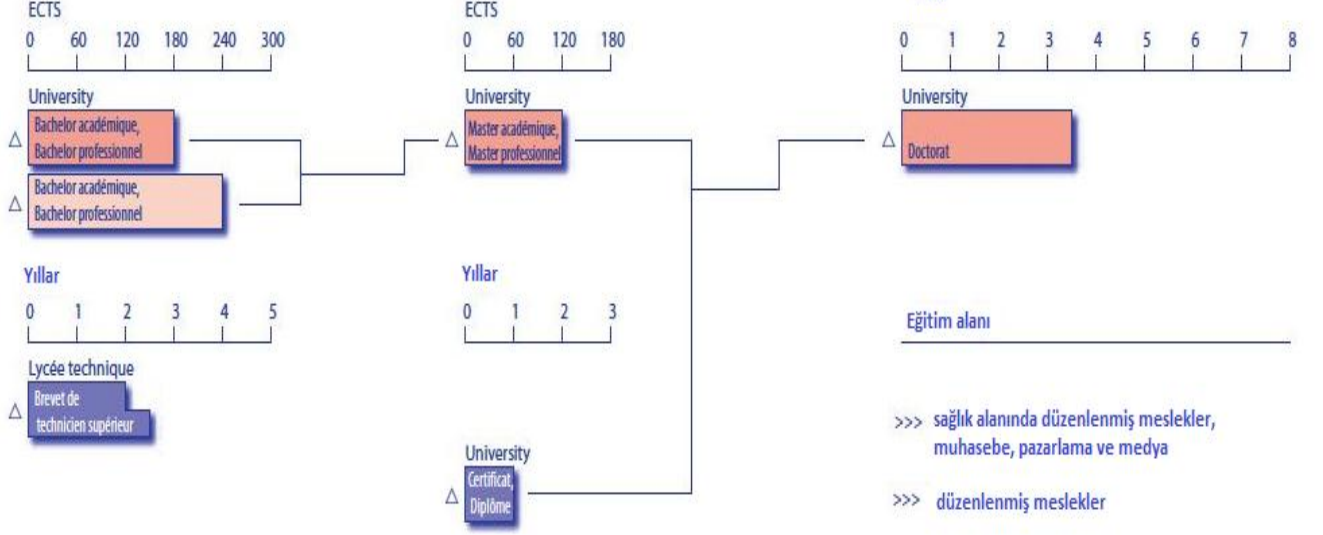 ECTS
0 60 120 180 240 300
University
Bachelor académique,
Bachelor professionnel
Bachelor académique,
Bachelor professionnel
Yıllar
0 1 2 3 4 5
Lycée technique
Brevet de
technicien supérieur
ECTS
0 60 120 180
University
Master académique,
Master professionnel
Yıllar
0 1 2 3
University
Certificat,
Diplôme
0 1 2 3 4 5 6 7 8
University
Doctorat
Eğitim alanı
>>> sağlık alanında düzenlenmiş meslekler,
muhasebe, pazarlama ve medya
>>> düzenlenmiş meslekler